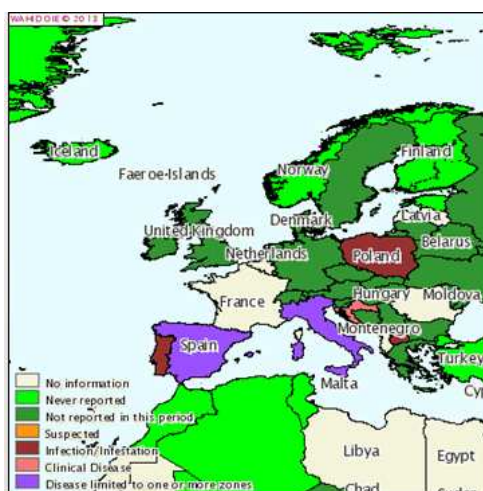 WAHID OIE © 2013
Iceland
Finland
Norway
Faeroe-Islands
Denmark
Latvia
United Kingdom
Belarus
Netherlands
Poland
Hungary
Moldova
France
Montenegro
Spain
Turkey
Malta
Cyp
No information
Never reported
Not reported in this period
Suspected
Infection/Infestation
Clinical Disease
Disease limited to one or more zones
Libya
Egypt
Chad